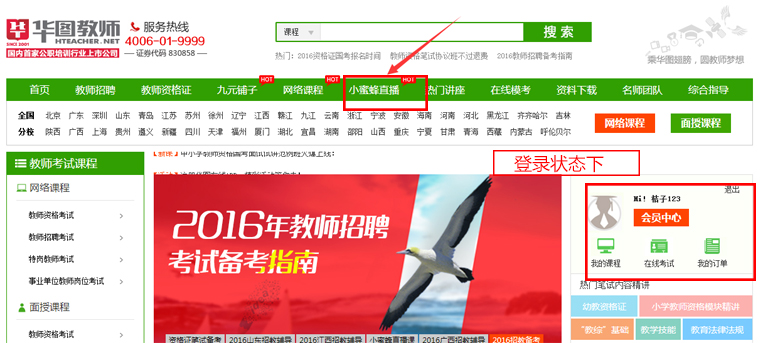 华图教师
HTEACHER.NET
SINCE 2001
国内首家公职培训行业上市公司
服务热线
4006-01-9999
证券代码 830858
课程
搜 索
热门: 2016资格证国考报名时间 教师资格笔试协议班不过退费 2016教师招聘备考指南
乘华图翅膀,圆教师梦想
首页 教师招聘 教师资格证 九元铺子 HOT 网络课程 HOT 小蜜蜂直播 HOT 热门讲座 在线模考 资料下载 名师团队 综合指导
全国 北京 广东 深圳 山东 青岛 江苏 苏州 徐州 辽宁 江西 赣江 九江 云南 浙江 宁波 安徽 海南 河南 河北 黑龙江 齐齐哈尔 吉林
分校 陕西 广西 上海 贵州 遵义 新疆 四川 天津 福州 厦门 湖北 宜昌 湖南 邵阳 山西 重庆 宁夏 甘肃 青海 西藏 内蒙古 呼伦贝尔
网络课程 面授课程
教师考试课程
登录状态下
网络课程
教师资格考试
教师招聘考试
特岗教师考试
事业单位教师岗位考试
面授课程
教师资格考试
2016年教师招聘
考试备考指南
资格证笔试备考 2016山东招教辅导 2016江西招教辅导 小蜜蜂直播课 2016广西招教辅导 2016招教备考
退出
Hi! 桔子123
会员中心
我的课程 在线考试 我的订单
热门笔试内容精讲
幼教资格证 小学教师资格模块精讲
“教综”基础 教学技能 教育法律法规